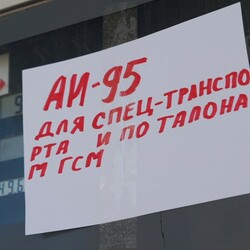 АИ-95
ДЛЯ СПЕЦ-ТРАНСПО
РТА И ПО ТАЛОНА
М ГСМ